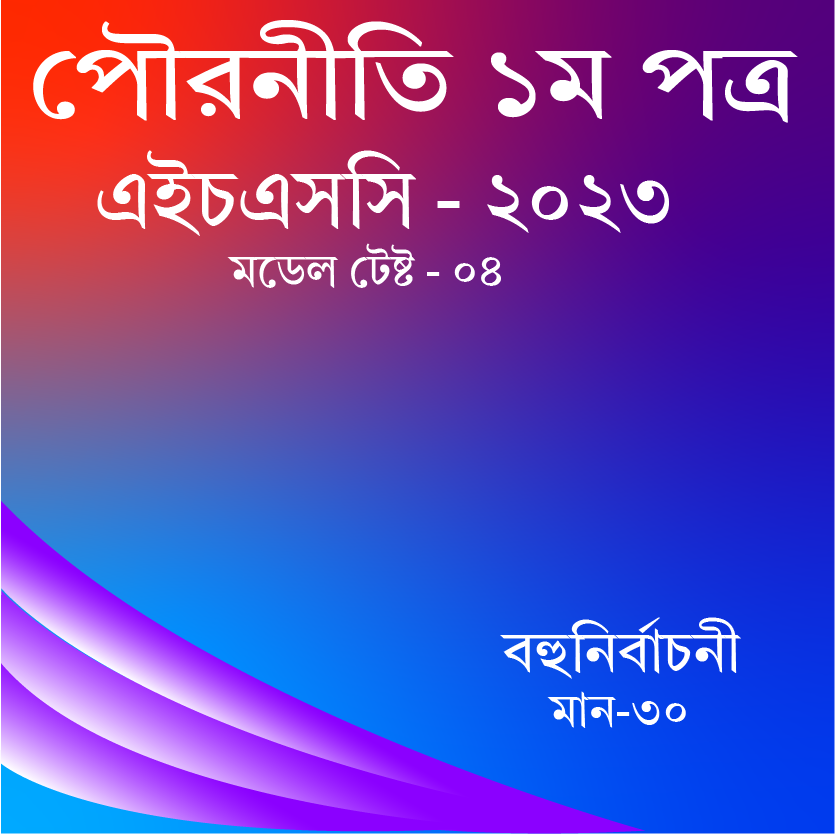 পৌরনীতি ১ম পত্র
এইচএসসি - ২০২৩
মডেল টেষ্ট - ০৪
বহুনির্বাচনী
মান-৩০